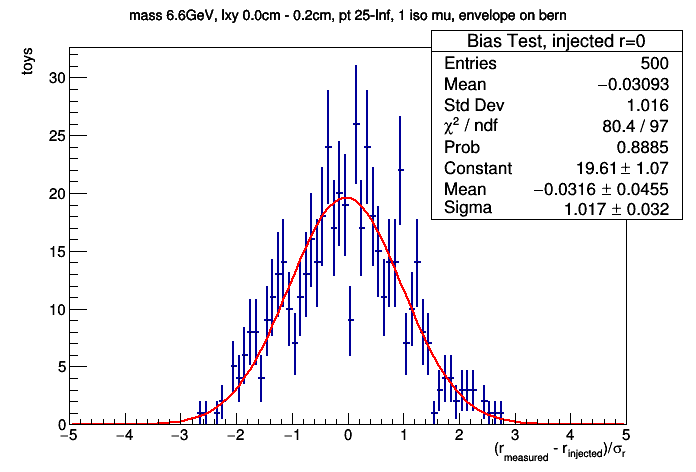 mass 6.6GeV, lxy 0.0cm - 0.2cm, pt 25-Inf, 1 iso mu, envelope on bern
Bias Test, injected r=0
Entries 500
Mean −0.03093
Std Dev 1.016
χ² / ndf 80.4 / 97
Prob 0.8885
Constant 19.61 ± 1.07
Mean −0.0316 ± 0.0455
Sigma 1.017 ± 0.032
toys
30
25
20
15
10
5
0
−5 −4 −3 −2 −1 0 1 2 3 4 5
(r_measured - r_injected)/σ_r